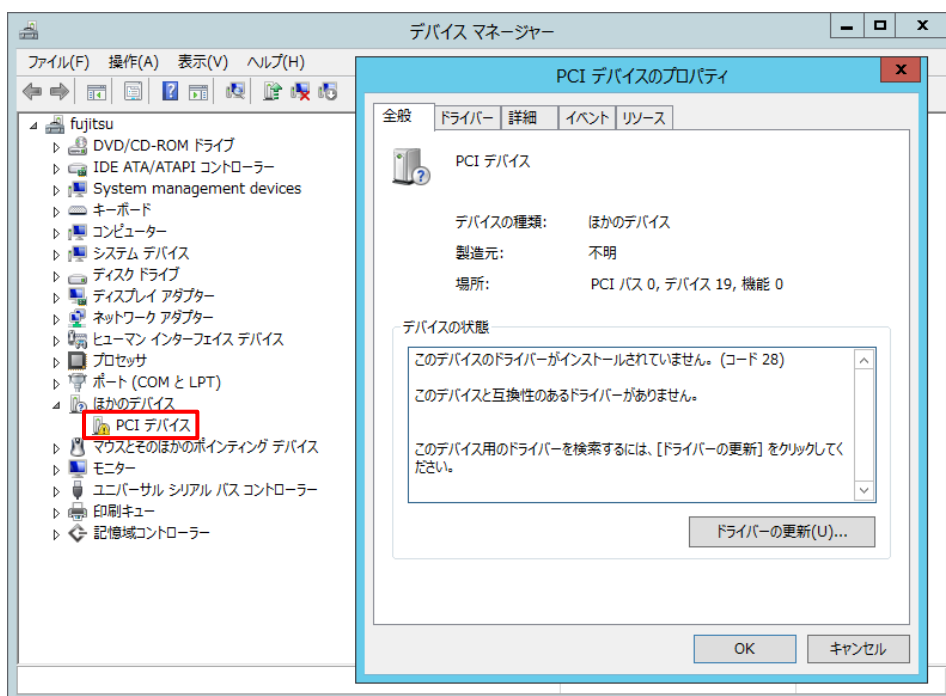 デバイス マネージャー
ファイル(F) 操作(A) 表示(V) ヘルプ(H)
fujitsu
DVD/CD-ROM ドライブ
IDE ATA/ATAPI コントローラー
System management devices
キーボード
コンピューター
システム デバイス
ディスク ドライブ
ディスプレイ アダプター
ネットワーク アダプター
ヒューマン インターフェイス デバイス
プロセッサ
ポート (COM と LPT)
ほかのデバイス
PCI デバイス
マウスとそのほかのポインティング デバイス
モニター
ユニバーサル シリアル バス コントローラー
印刷キュー
記憶域コントローラー
PCI デバイスのプロパティ
全般 ドライバー 詳細 イベント リソース
PCI デバイス
デバイスの種類: ほかのデバイス
製造元: 不明
場所: PCI バス 0, デバイス 19, 機能 0
デバイスの状態
このデバイスのドライバーがインストールされていません。 (コード 28)
このデバイスと互換性のあるドライバーがありません。
このデバイス用のドライバーを検索するには、[ドライバーの更新] をクリックしてく
ださい。
ドライバーの更新(U)...
OK キャンセル